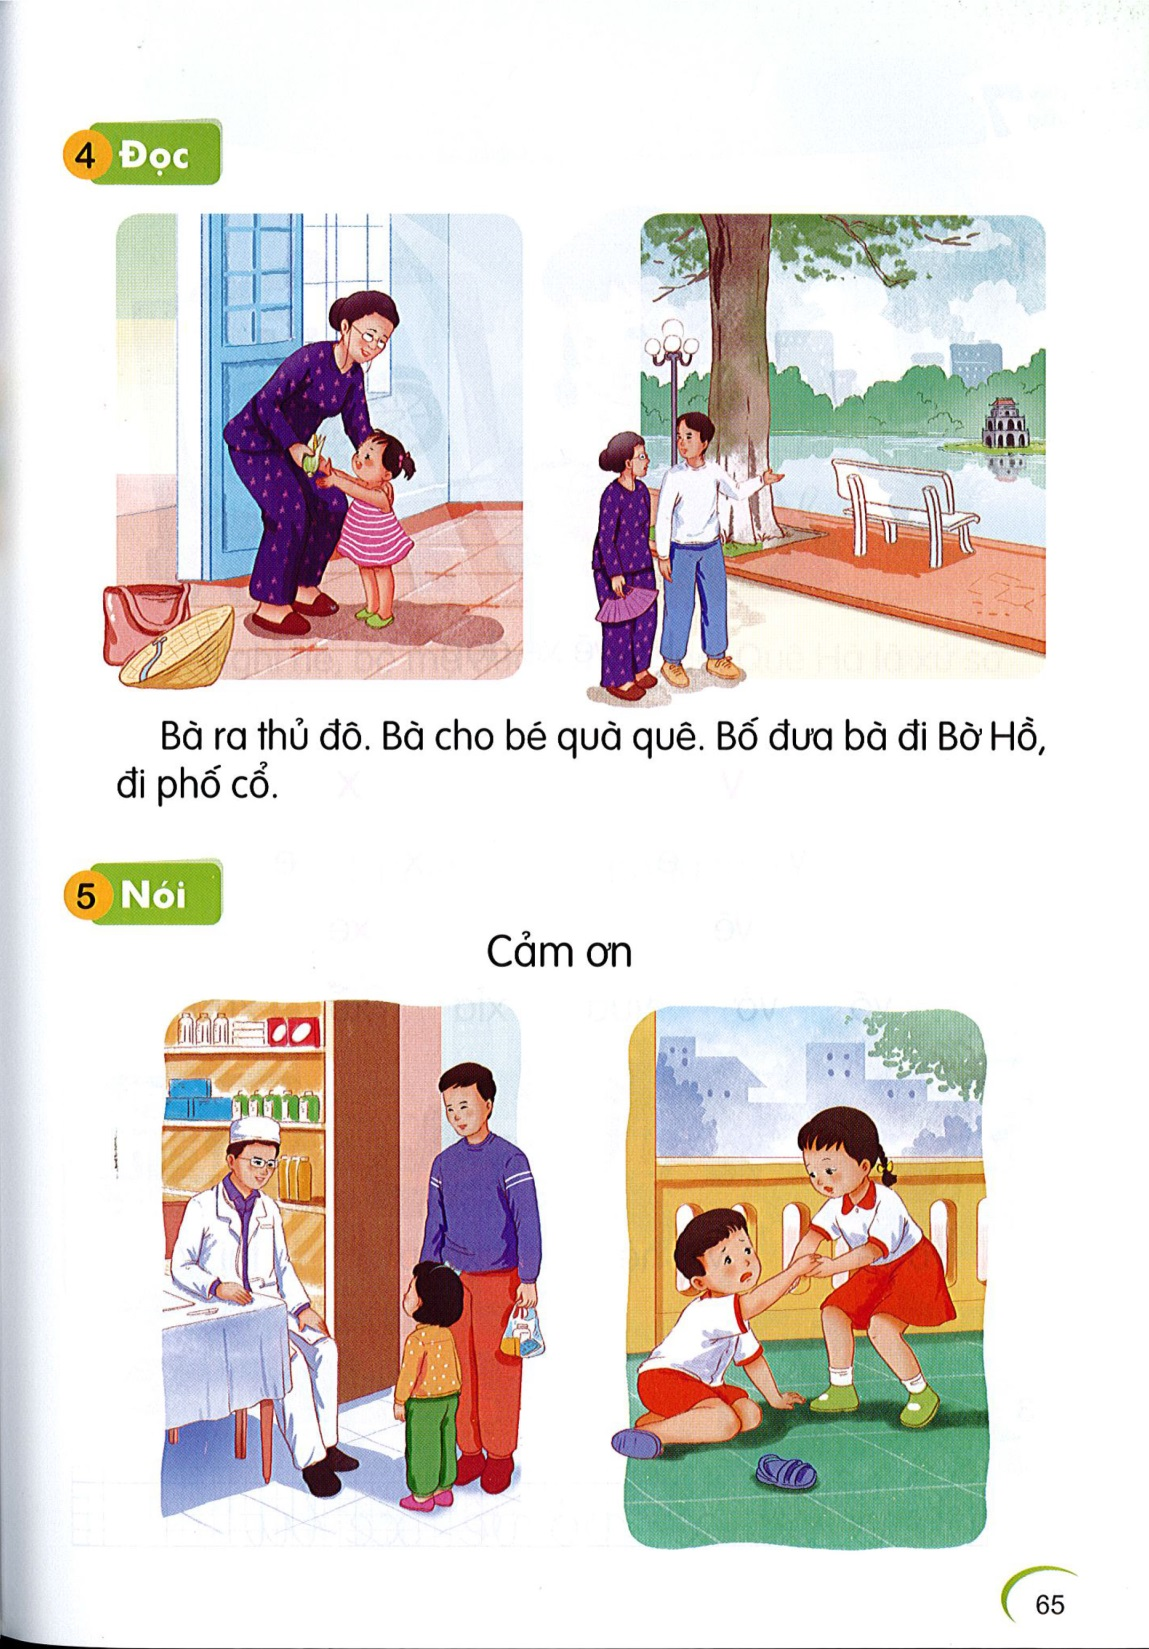 4 Đọc
Bà ra thủ đô. Bà cho bé quà quê. Bố đưa bà đi Bờ Hồ,
đi phố cổ.
5 Nói
Cảm ơn
65